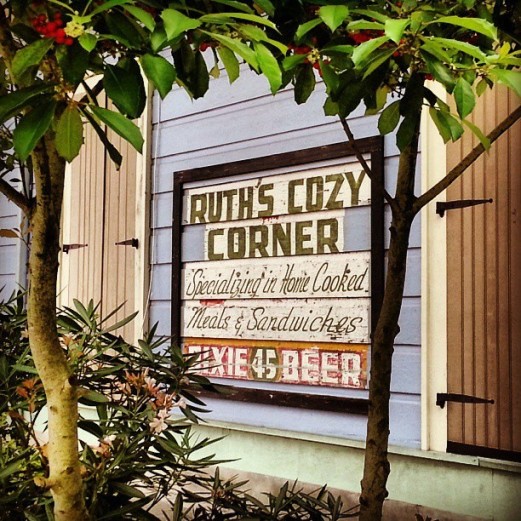 RUTH'S COZY
CORNER
Specializing in Home Cooked
Meals & Sandwiches
DIXIE 45 BEER